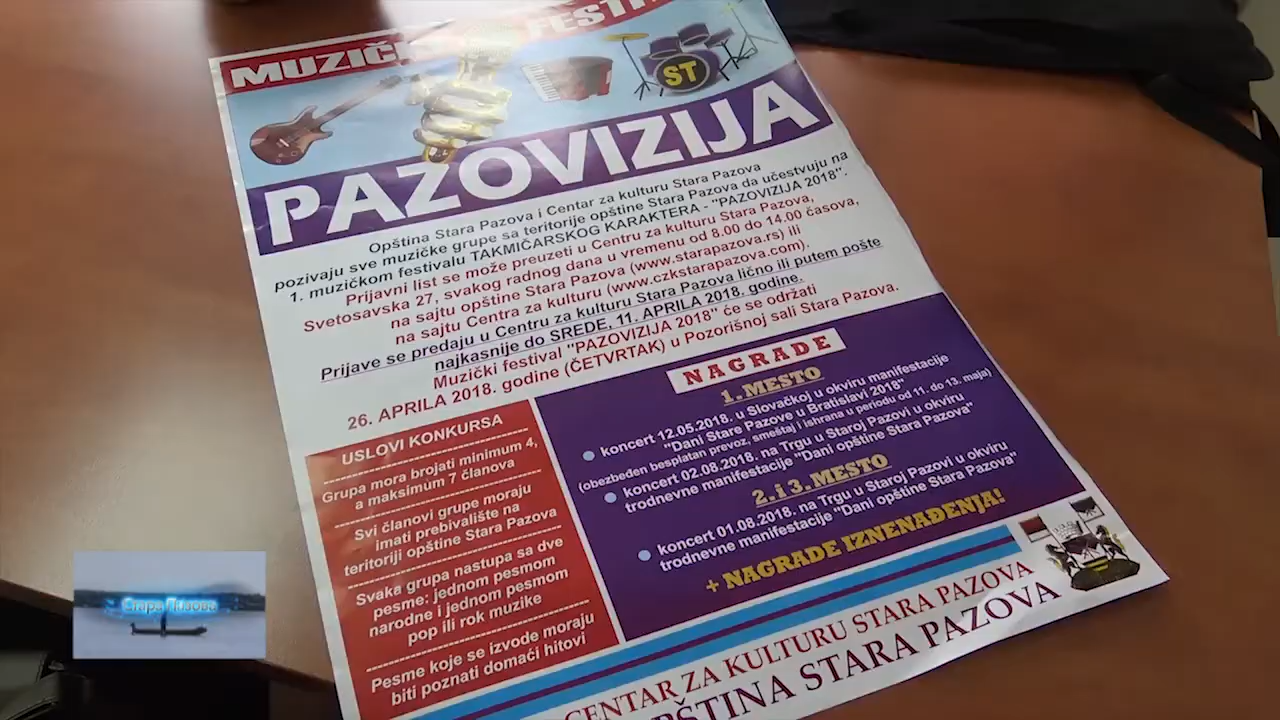 MUZIČKI FESTIVAL
ST
PAZOVIZIJA
Opština Stara Pazova i Centar za kulturu Stara Pazova
pozivaju sve muzičke grupe sa teritorije opštine Stara Pazova da učestvuju na
1. muzičkom festivalu TAKMIČARSKOG KARAKTERA - "PAZOVIZIJA 2018".
Prijavni list se može preuzeti u Centru za kulturu Stara Pazova,
Svetosavska 27, svakog radnog dana u vremenu od 8.00 do 14.00 časova,
na sajtu opštine Stara Pazova (www.starapazova.rs) ili
na sajtu Centra za kulturu (www.czkstarapazova.com).
Prijave se predaju u Centru za kulturu Stara Pazova lično ili putem pošte
najkasnije do SREDE, 11. APRILA 2018. godine.
Muzički festival "PAZOVIZIJA 2018" će se održati
26. APRILA 2018. godine (ČETVRTAK) u Pozorišnoj sali Stara Pazova.
USLOVI KONKURSA
Grupa mora brojati minimum 4,
a maksimum 7 članova
Svi članovi grupe moraju
imati prebivalište na
teritoriji opštine Stara Pazova
Svaka grupa nastupa sa dve
pesme: jednom pesmom
narodne i jednom pesmom
pop ili rok muzike
Pesme koje se izvode moraju
biti poznati domaći hitovi
NAGRADE
1. MESTO
koncert 12.05.2018. u Slovačkoj u okviru manifestacije
"Dani Stare Pazove u Bratislavi 2018"
(obezbeđen besplatan prevoz, smeštaj i ishrana u periodu od 11. do 13. maja)
koncert 02.08.2018. na Trgu u Staroj Pazovi u okviru
trodnevne manifestacije "Dani opštine Stara Pazova"
2. i 3. MESTO
koncert 01.08.2018. na Trgu u Staroj Pazovi u okviru
trodnevne manifestacije "Dani opštine Stara Pazova"
+ NAGRADE IZNENAĐENJA!
CENTAR ZA KULTURU STARA PAZOVA
OPŠTINA STARA PAZOVA
Стара Пазова